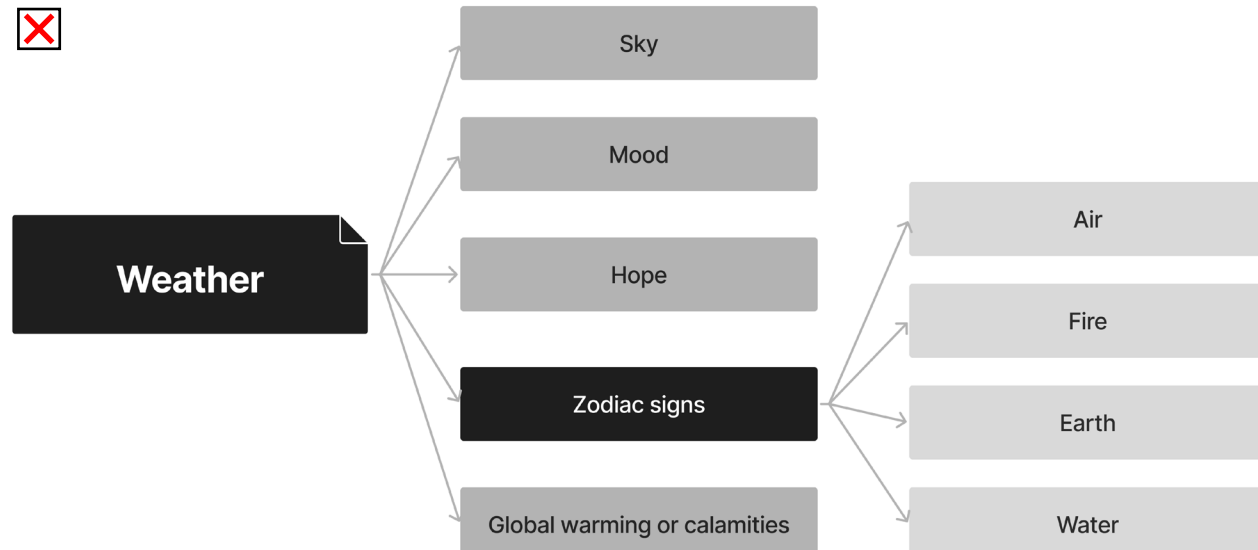 Sky
Mood
Hope
Weather
Zodiac signs
Global warming or calamities
Air
Fire
Earth
Water